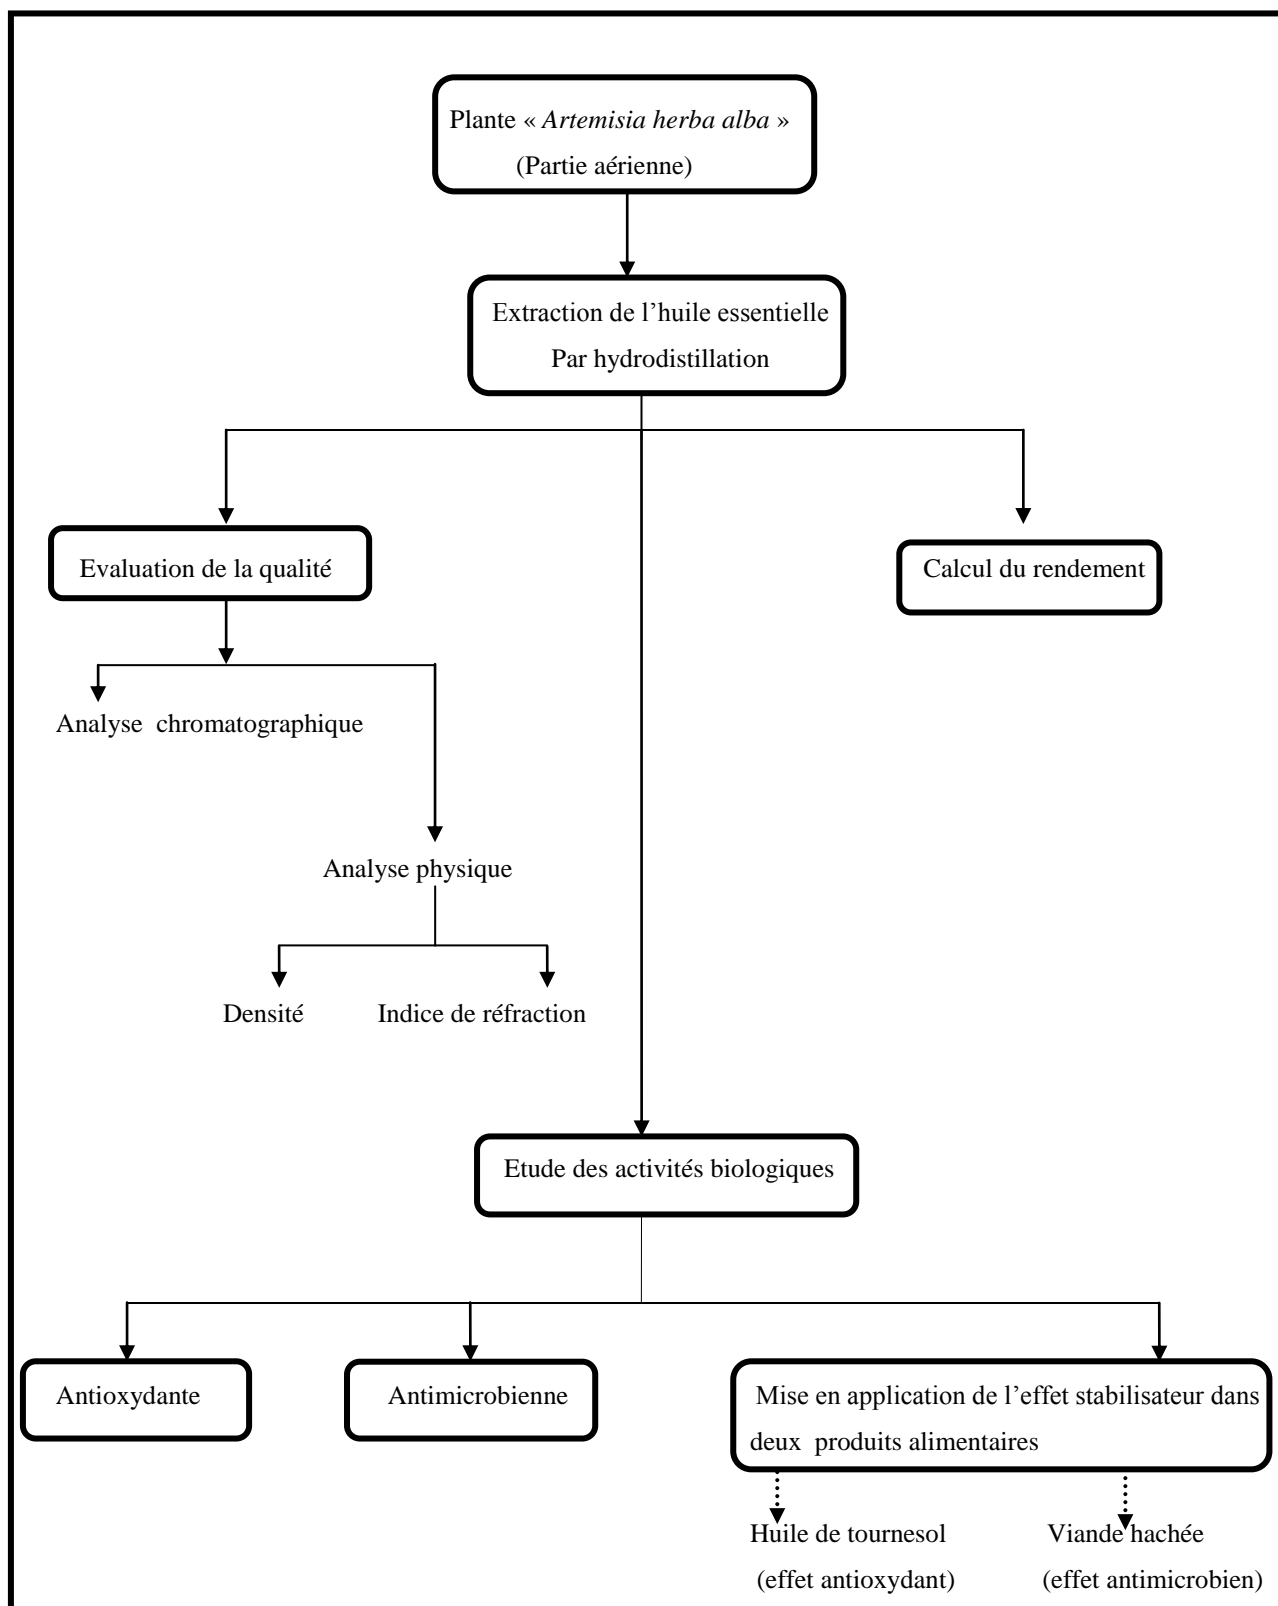 Plante « Artemisia herba alba »
(Partie aérienne)
Extraction de l’huile essentielle
Par hydrodistillation
Evaluation de la qualité
Calcul du rendement
Analyse chromatographique
Analyse physique
Densité
Indice de réfraction
Etude des activités biologiques
Antioxydante
Antimicrobienne
Mise en application de l’effet stabilisateur dans
deux produits alimentaires
Huile de tournesol
(effet antioxydant)
Viande hachée
(effet antimicrobien)